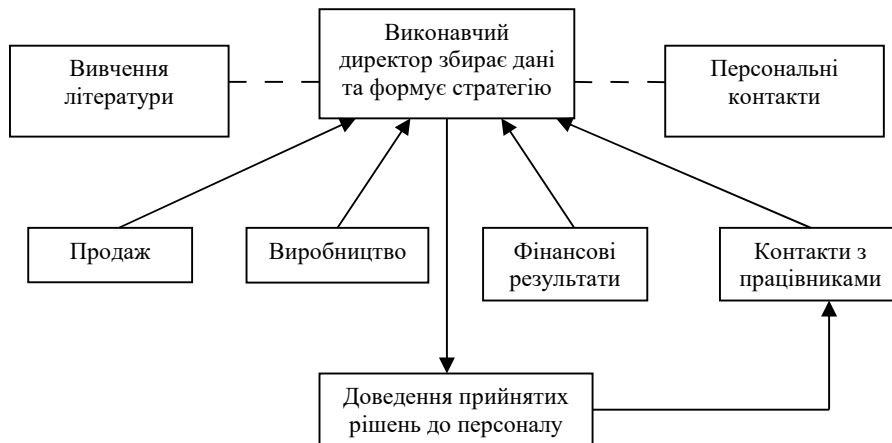 Виконавчий
директор збирає дані
та формує стратегію
Вивчення
літератури
Персональні
контакти
Продаж
Виробництво
Фінансові
результати
Контакти з
працівниками
Доведення прийнятих
рішень до персоналу